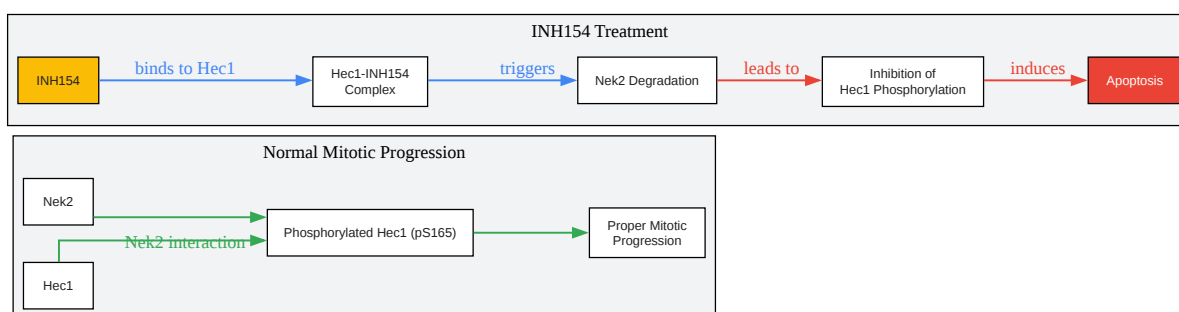 INH154 Treatment
INH154
binds to Hec1
Hec1-INH154
Complex
triggers
Nek2 Degradation
leads to
Inhibition of
Hec1 Phosphorylation
induces
Apoptosis
Normal Mitotic Progression
Nek2
Nek2 interaction
Hec1
Phosphorylated Hec1 (pS165)
Proper Mitotic
Progression